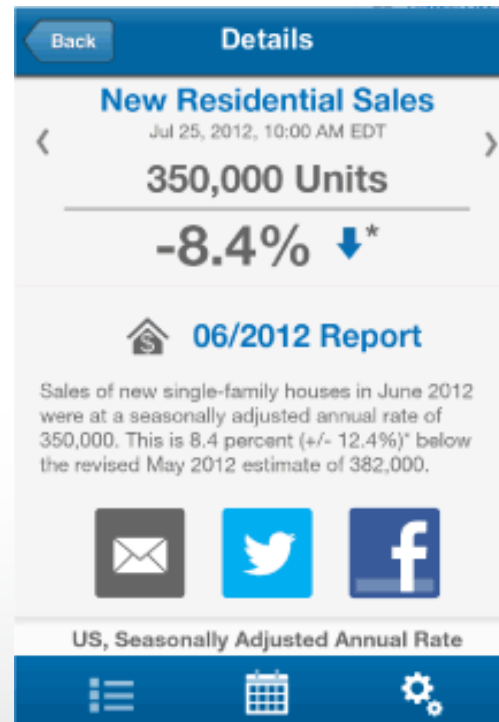 Back
Details
New Residential Sales
Jul 25, 2012, 10:00 AM EDT
350,000 Units
-8.4% *
06/2012 Report
Sales of new single-family houses in June 2012
were at a seasonally adjusted annual rate of
350,000. This is 8.4 percent (+/- 12.4%)* below
the revised May 2012 estimate of 382,000.
US, Seasonally Adjusted Annual Rate